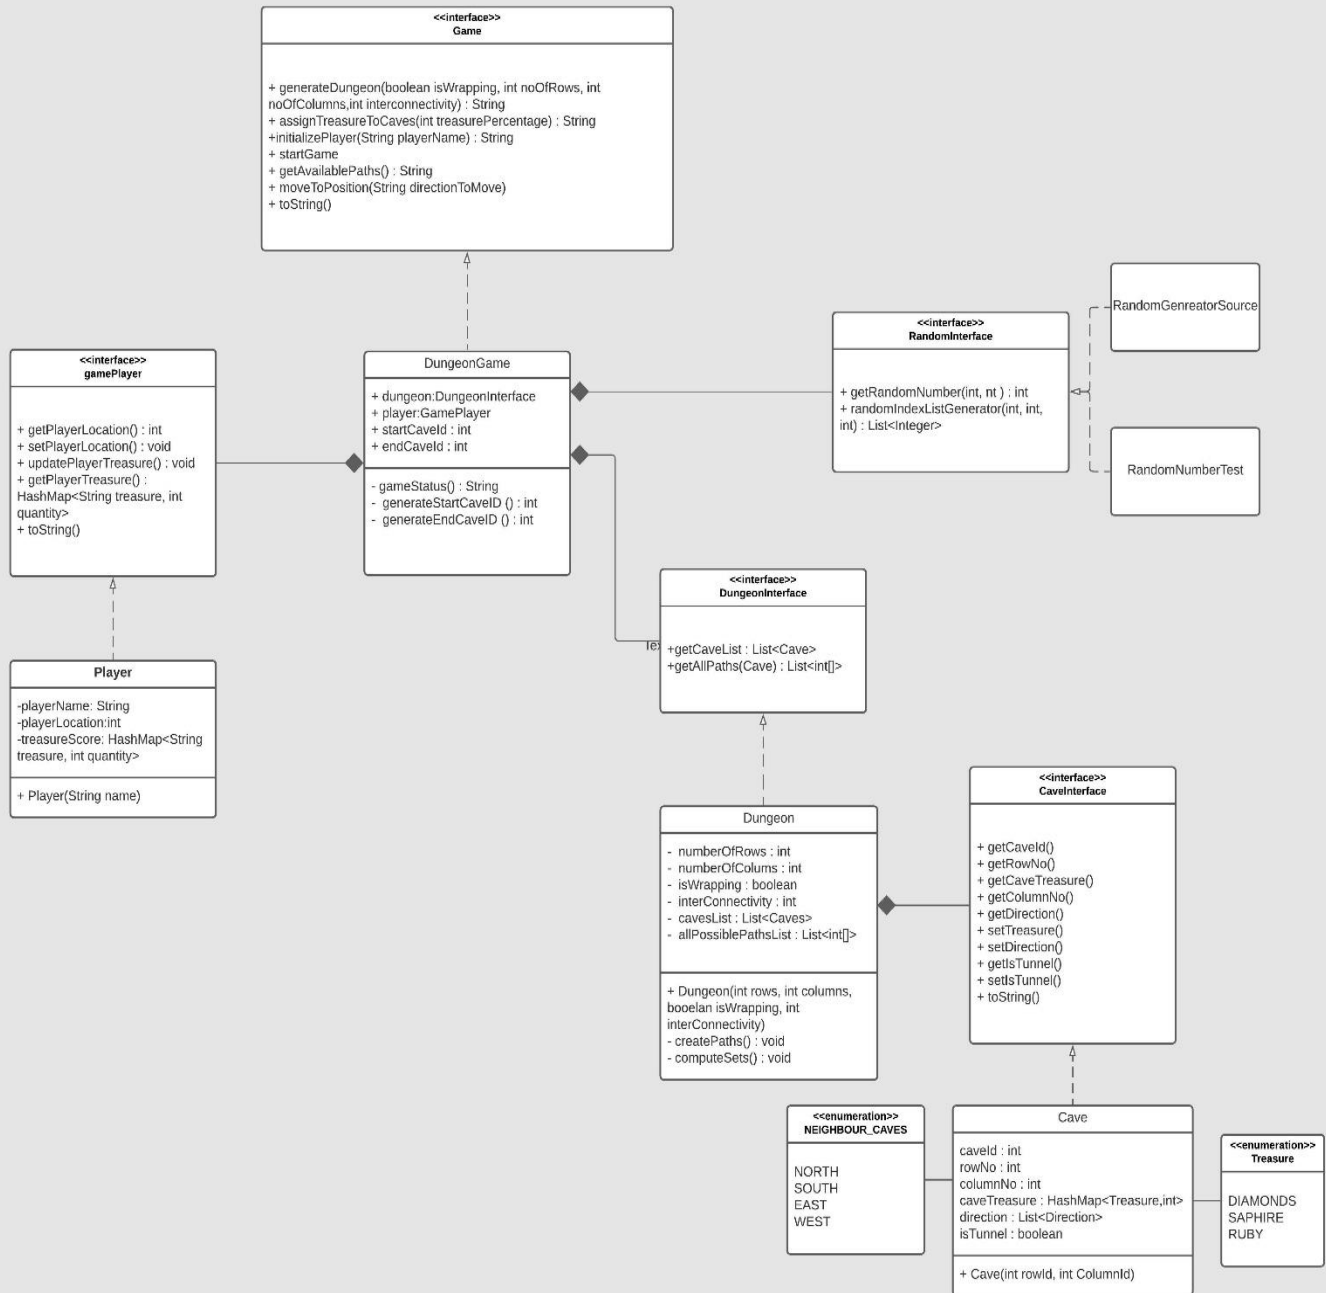 <<interface>>
Game
+ generateDungeon(boolean isWrapping, int noOfRows, int
noOfColumns,int interconnectivity) : String
+ assignTreasureToCaves(int treasurePercentage) : String
+initializePlayer(String playerName) : String
+ startGame
+ getAvailablePaths() : String
+ moveToPosition(String directionToMove)
+ toString()
<<interface>>
gamePlayer
+ getPlayerLocation() : int
+ setPlayerLocation() : void
+ updatePlayerTreasure() : void
+ getPlayerTreasure() :
HashMap<String treasure, int
quantity>
+ toString()
DungeonGame
+ dungeon:DungeonInterface
+ player:GamePlayer
+ startCaveId : int
+ endCaveId : int
- gameStatus() : String
- generateStartCaveID () : int
- generateEndCaveID () : int
<<interface>>
RandomInterface
+ getRandomNumber(int, nt ) : int
+ randomIndexListGenerator(int, int,
int) : List<Integer>
RandomGenreatorSource
RandomNumberTest
Player
-playerName: String
-playerLocation:int
-treasureScore: HashMap<String
treasure, int quantity>
+ Player(String name)
<<interface>>
DungeonInterface
Tex
+getCaveList : List<Cave>
+getAllPaths(Cave) : List<int[]>
Dungeon
- numberOfRows : int
- numberOfColums : int
- isWrapping : boolean
- interConnectivity : int
- cavesList : List<Caves>
- allPossiblePathsList : List<int[]>
+ Dungeon(int rows, int columns,
booelan isWrapping, int
interConnectivity)
- createPaths() : void
- computeSets() : void
<<interface>>
CaveInterface
+ getCaveId()
+ getRowNo()
+ getCaveTreasure()
+ getColumnNo()
+ getDirection()
+ setTreasure()
+ setDirection()
+ getIsTunnel()
+ setIsTunnel()
+ toString()
<<enumeration>>
NEIGHBOUR_CAVES
NORTH
SOUTH
EAST
WEST
Cave
caveId : int
rowNo : int
columnNo : int
caveTreasure : HashMap<Treasure,int>
direction : List<Direction>
isTunnel : boolean
+ Cave(int rowId, int ColumnId)
<<enumeration>>
Treasure
DIAMONDS
SAPHIRE
RUBY